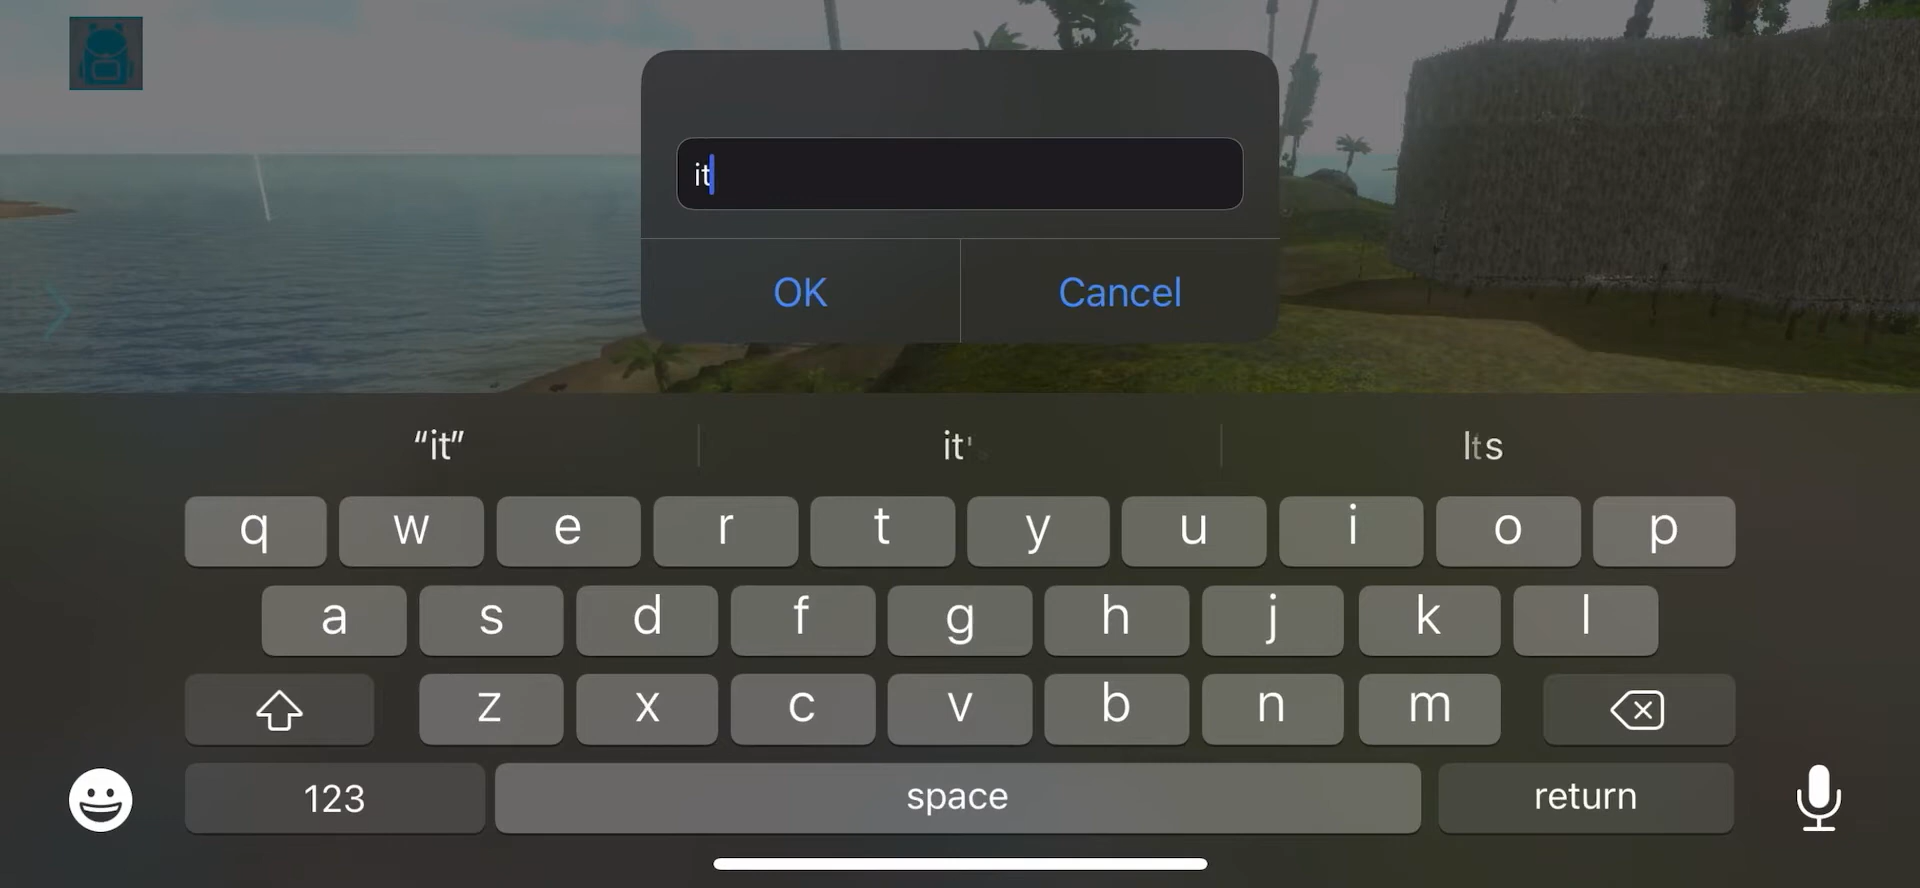 it
OK Cancel
“it” it' Its
q w e r t y u i o p
a s d f g h j k l
z x c v b n m
123 space return